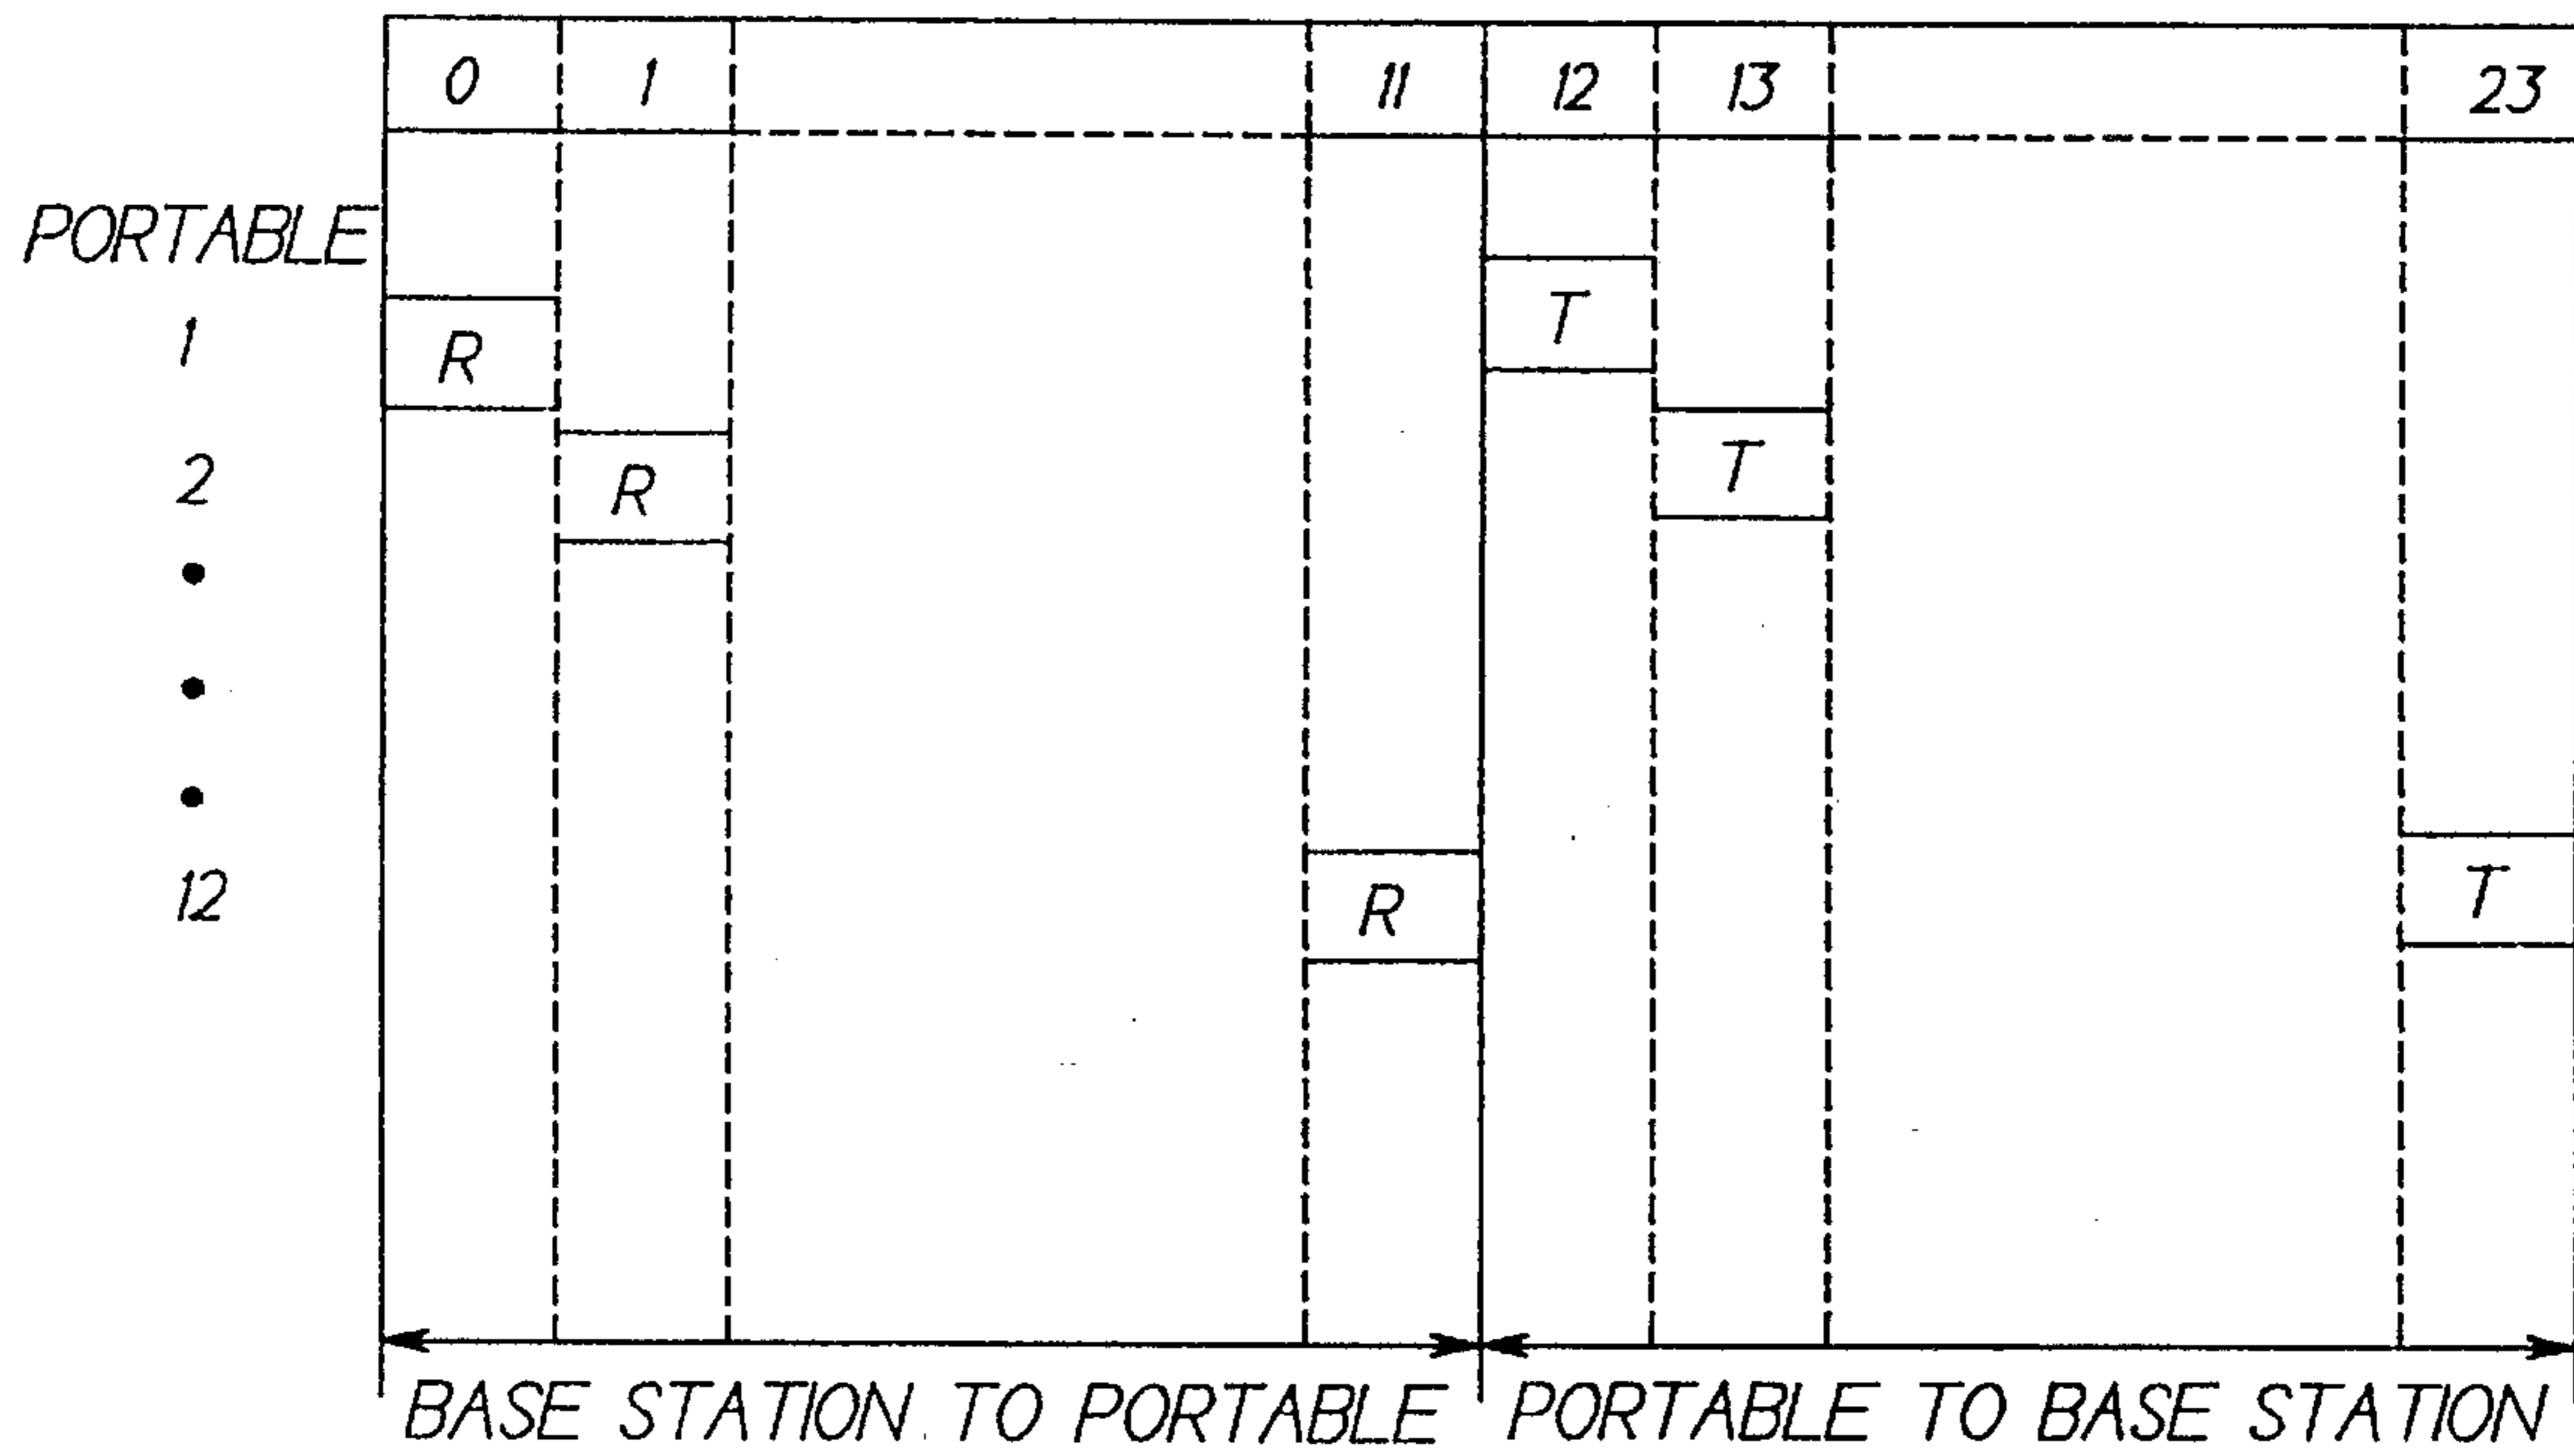 0 1 11 12 13 23
PORTABLE
1 R T
2 R T
12 R T
BASE STATION TO PORTABLE PORTABLE TO BASE STATION